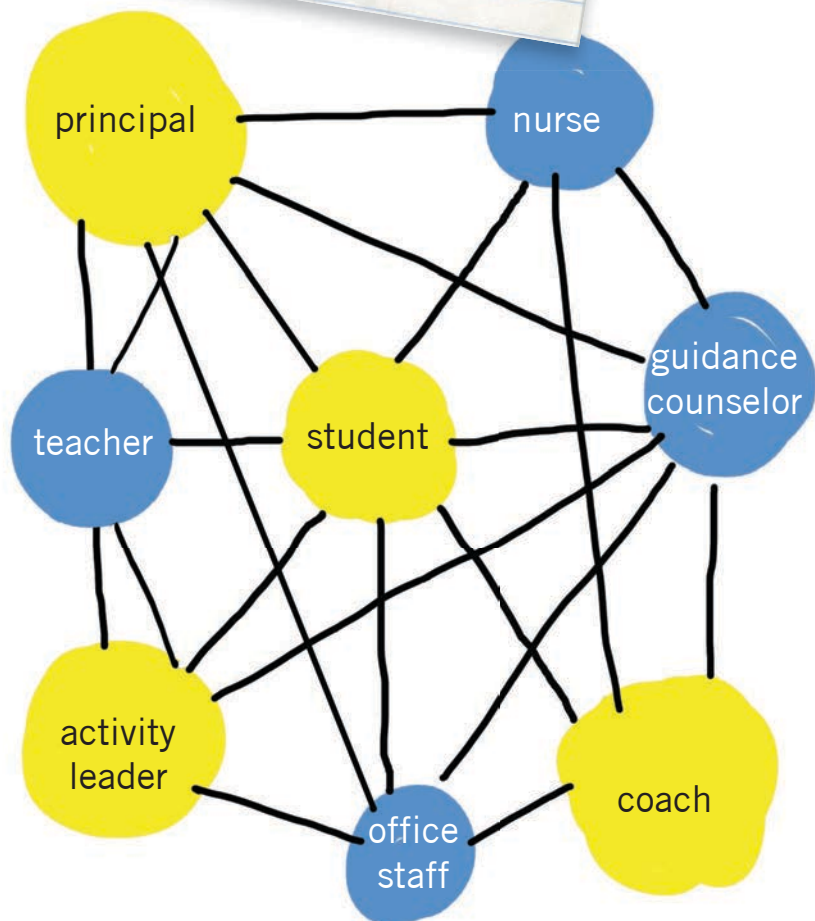 principal
nurse
guidance
counselor
teacher
student
activity
leader
coach
office
staff